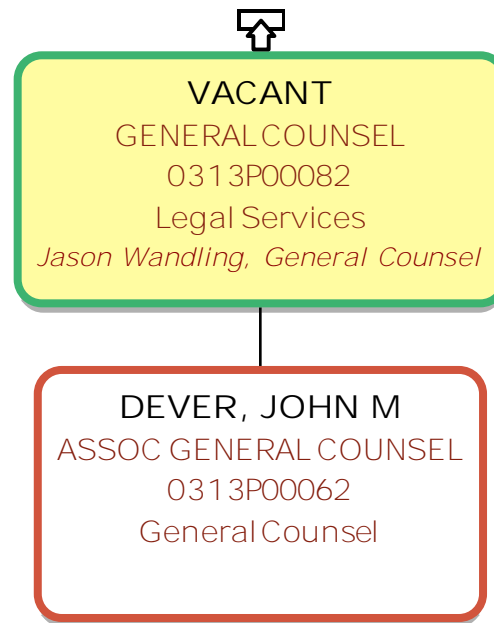 VACANT
GENERAL COUNSEL
0313P00082
Legal Services
Jason Wandling, General Counsel
DEVER, JOHN M
ASSOC GENERAL COUNSEL
0313P00062
General Counsel